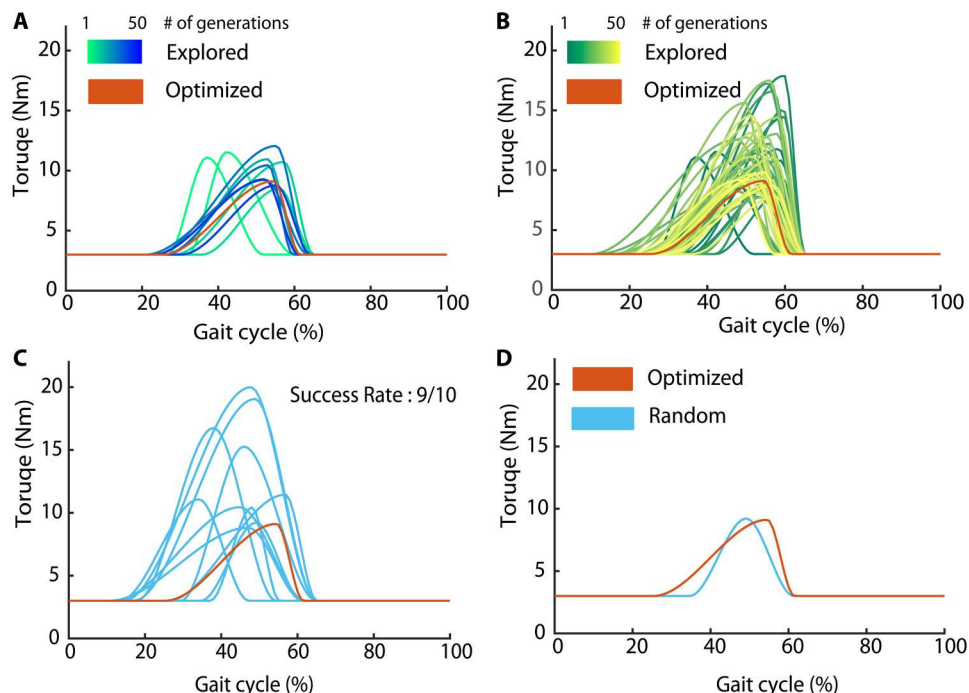 A
1 50 # of generations
Explored
Optimized
Toruqe (Nm)
20
15
10
5
0
0 20 40 60 80 100
Gait cycle (%)
B
1 50 # of generations
Explored
Optimized
Toruqe (Nm)
20
15
10
5
0
0 20 40 60 80 100
Gait cycle (%)
C
Success Rate : 9/10
Toruqe (Nm)
20
15
10
5
0
0 20 40 60 80 100
Gait cycle (%)
D
Optimized
Random
Toruqe (Nm)
20
15
10
5
0
0 20 40 60 80 100
Gait cycle (%)